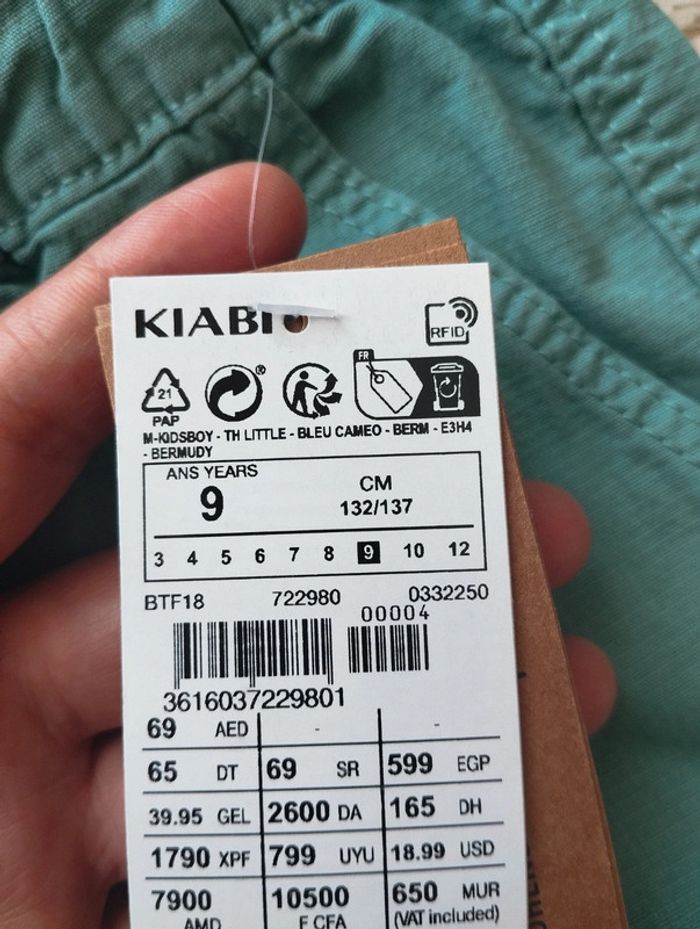 KIABI
RFID
FR
21
PAP
M-KIDSBOY - TH LITTLE - BLEU CAMEO - BERM - E3H4
- BERMUDY
ANS YEARS
9
CM
132/137
3 4 5 6 7 8 9 10 12
BTF18 722980 0332250
00004
3616037229801
69 AED - -
65 DT 69 SR 599 EGP
39.95 GEL 2600 DA 165 DH
1790 XPF 799 UYU 18.99 USD
7900 10500 650 MUR
AMD F CFA (VAT included)